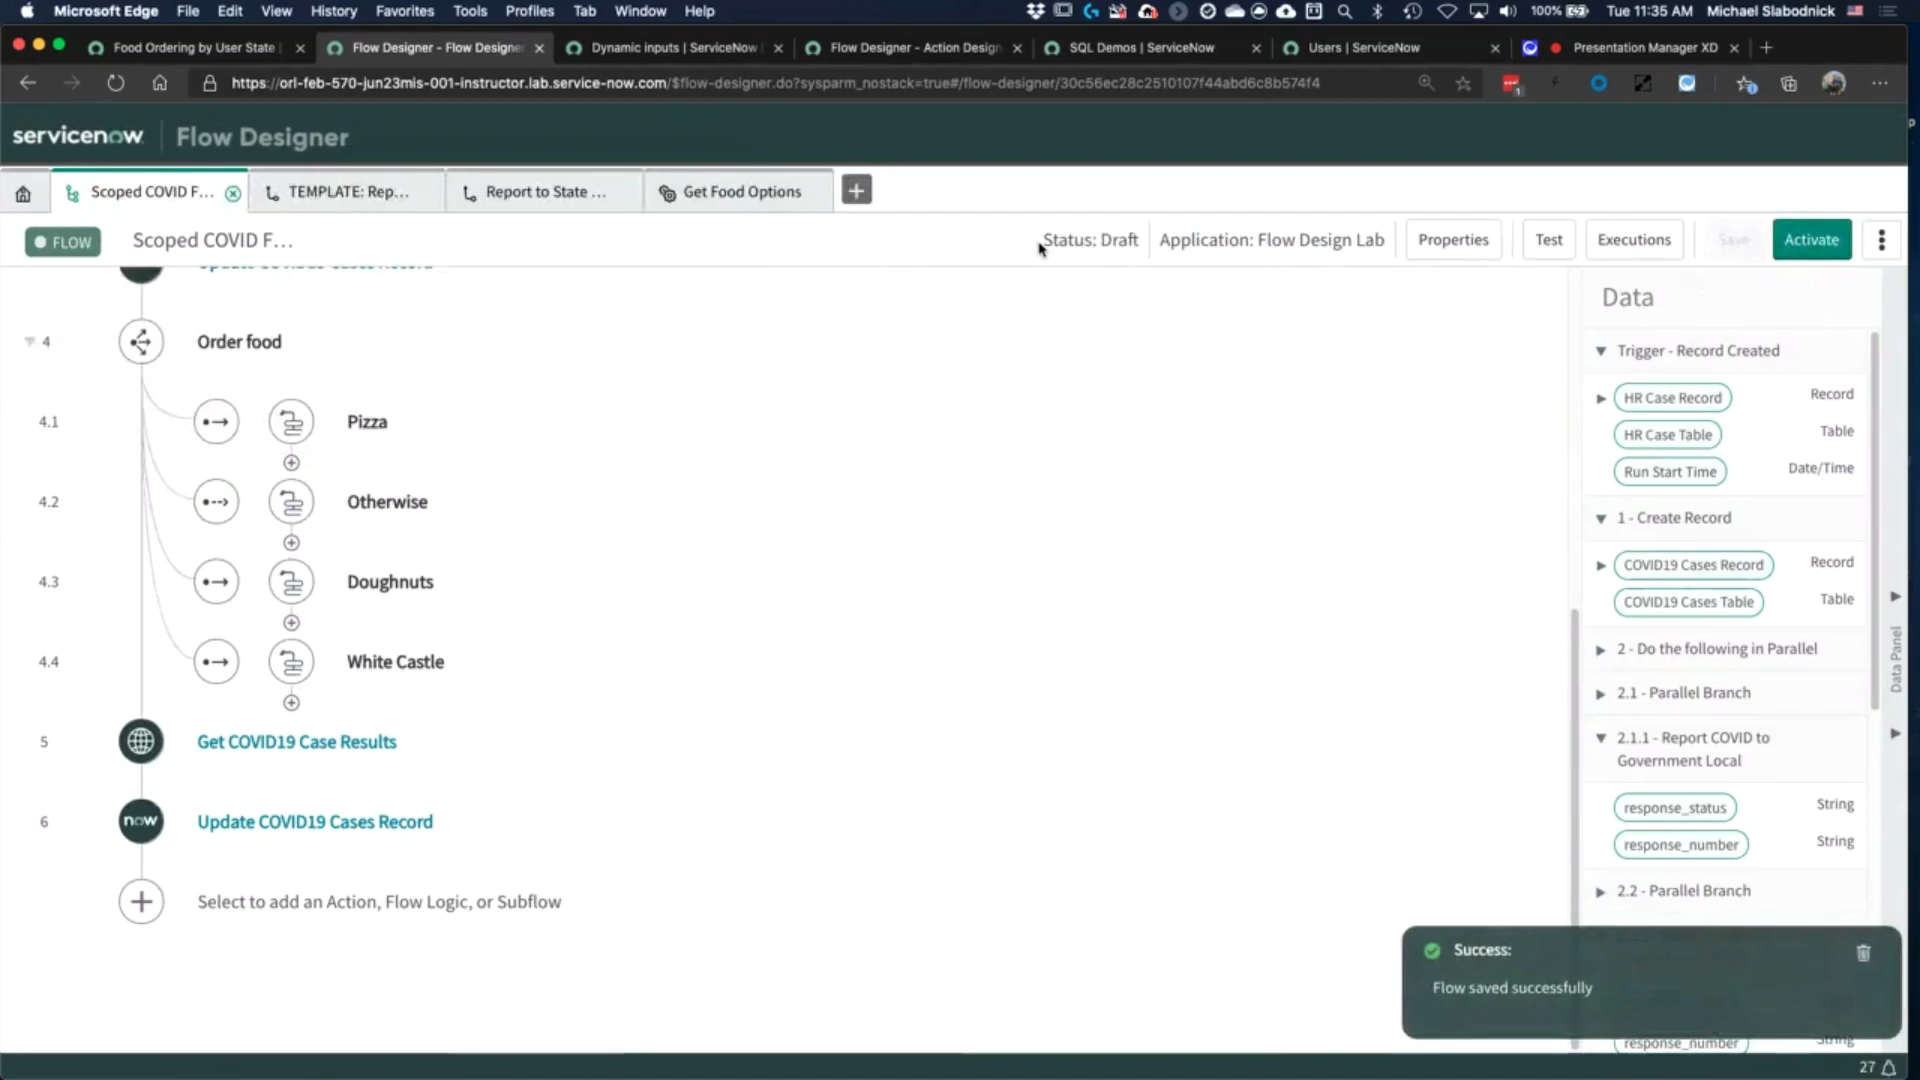 Microsoft Edge File Edit View History Favorites Tools Profiles Tab Window Help 100% Tue 11:35 AM Michael Slabodnick
Food Ordering by User State Flow Designer - Flow Designer Dynamic inputs | ServiceNow Flow Designer - Action Design SQL Demos | ServiceNow Users | ServiceNow Presentation Manager XD
https://orl-feb-570-jun23mis-001-instructor.lab.service-now.com/$flow-designer.do?sysparm_nostack=true#/flow-designer/30c56ec28c2510107f44abd6c8b574f4 1
servicenow Flow Designer
Scoped COVID F... TEMPLATE: Rep... Report to State ... Get Food Options
FLOW Scoped COVID F... Status: Draft Application: Flow Design Lab Properties Test Executions Save Activate
4 Order food
4.1 Pizza
4.2 Otherwise
4.3 Doughnuts
4.4 White Castle
5 Get COVID19 Case Results
6 now Update COVID19 Cases Record
Select to add an Action, Flow Logic, or Subflow
Data
Trigger - Record Created
HR Case Record Record
HR Case Table Table
Run Start Time Date/Time
1 - Create Record
COVID19 Cases Record Record
COVID19 Cases Table Table
2 - Do the following in Parallel
2.1 - Parallel Branch
2.1.1 - Report COVID to
Government Local
response_status String
response_number String
2.2 - Parallel Branch
Data Panel
Success:
Flow saved successfully
response_number String
27